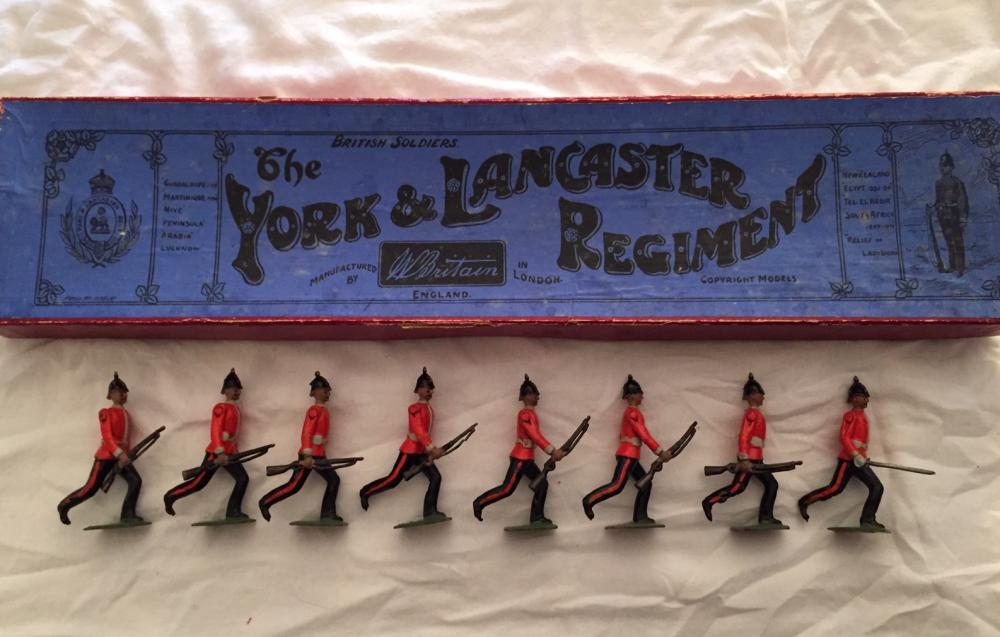 BRITISH SOLDIERS.
The
YORK & LANCASTER
REGIMENT
MANUFACTURED
BY
W Britain
IN
LONDON.
ENGLAND.
COPYRIGHT MODELS
GUADALOUPE
MARTINIQUE
NIVE
PENINSULA
ARABIA
LUCKNOW
NEW ZEALAND
EGYPT
TEL EL KEBIR
SOUTH AFRICA
RELIEF OF
LADYSMITH